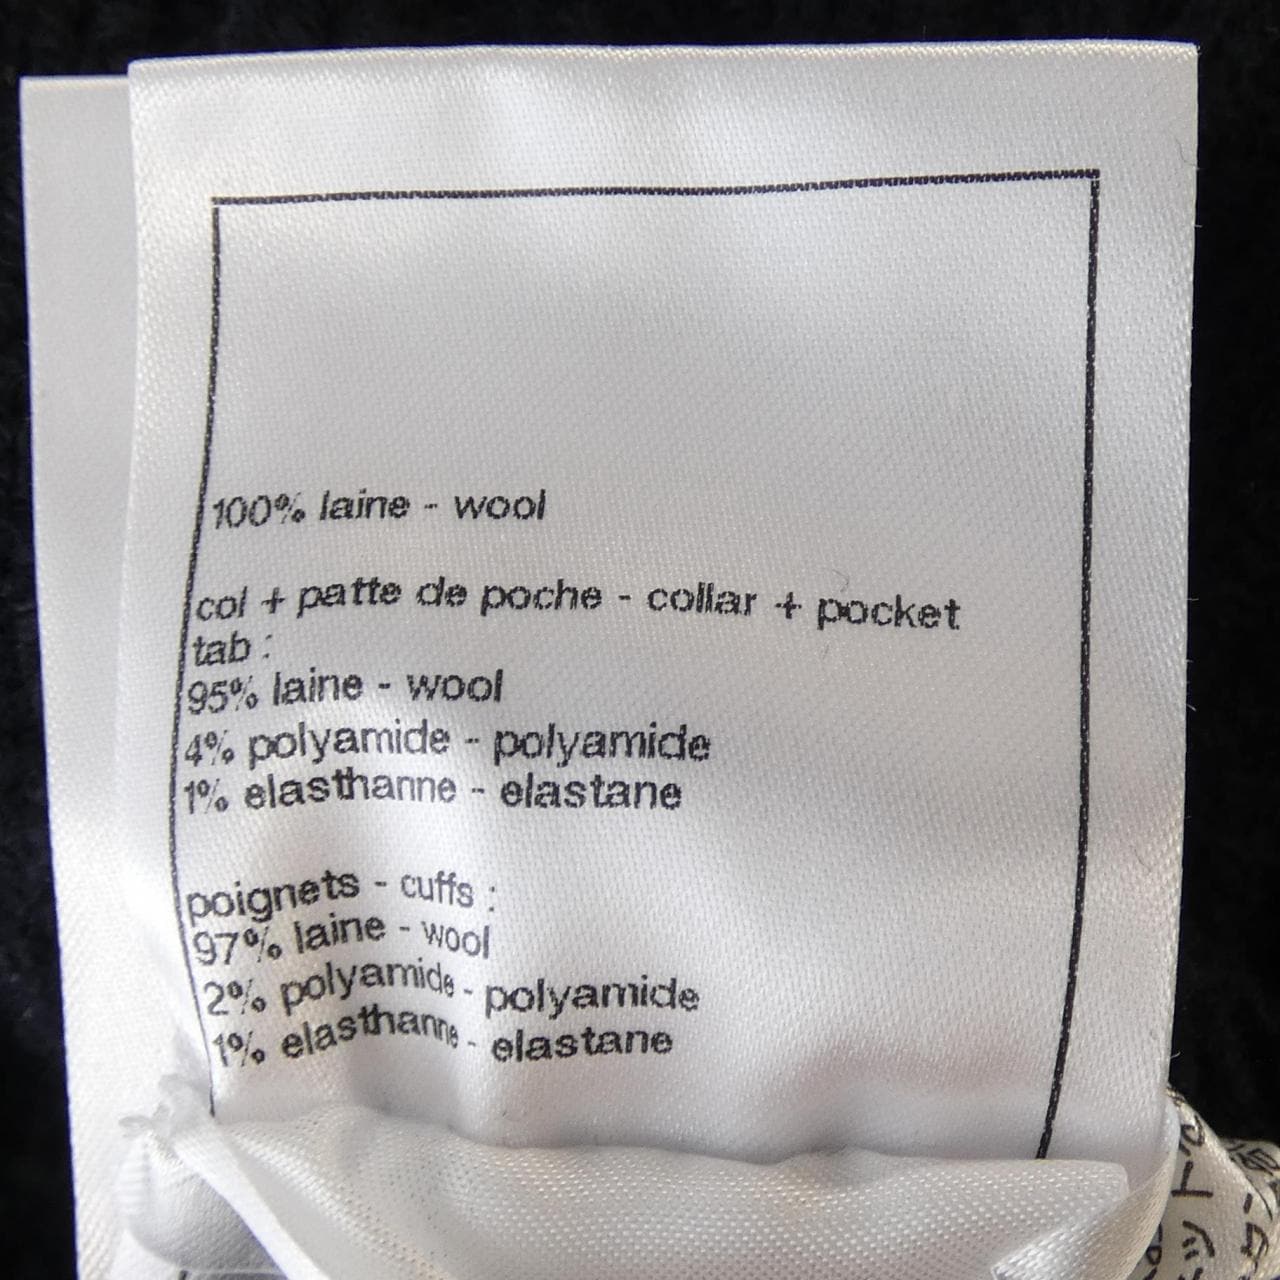 100% laine - wool
col + patte de poche - collar + pocket
tab :
95% laine - wool
4% polyamide - polyamide
1% elasthanne - elastane
poignets - cuffs :
97% laine - wool
2% polyamide - polyamide
1% elasthanne - elastane